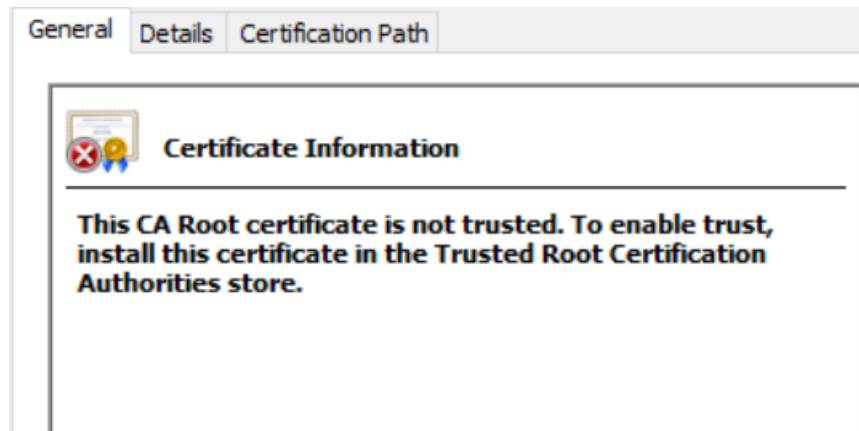 General Details Certification Path
Certificate Information
This CA Root certificate is not trusted. To enable trust,
install this certificate in the Trusted Root Certification
Authorities store.